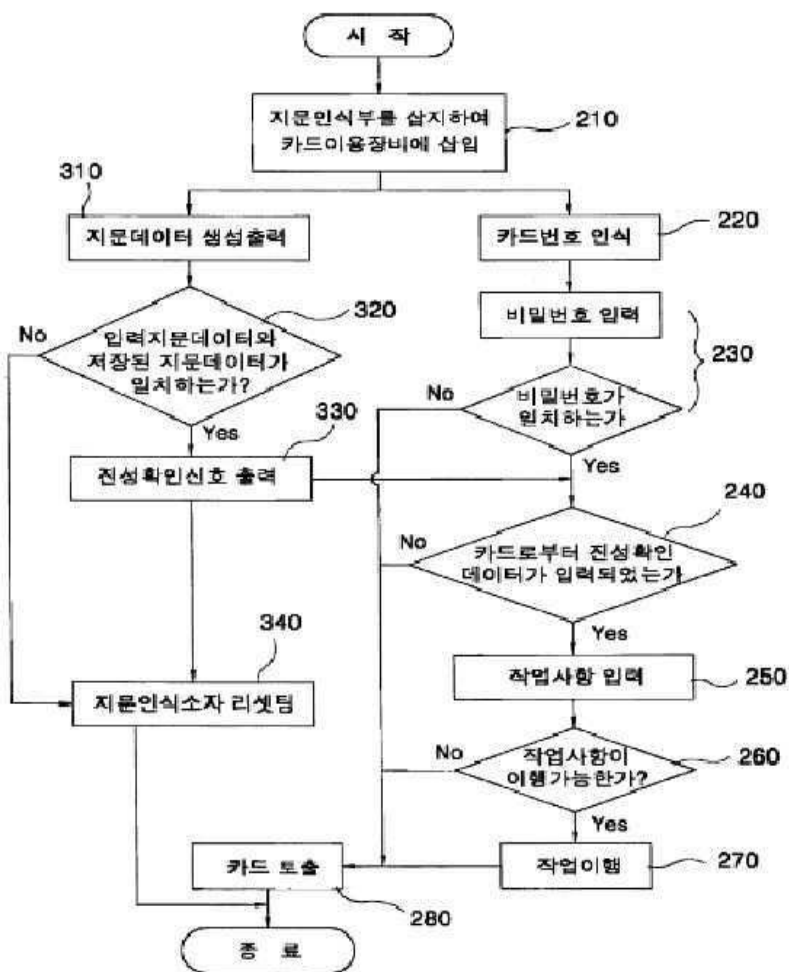 시 작
지문인식부를 삽지하여
카드이용장비에 삽입
210
310
지문데이터 생성출력
카드번호 인식
220
320
비밀번호 입력
No
입력지문데이터와
저장된 지문데이터가
일치하는가?
230
No
비밀번호가
일치하는가
Yes
330
Yes
진성확인신호 출력
240
No
카드로부터 진성확인
데이터가 입력되었는가
Yes
340
작업사항 입력
250
지문인식소자 리셋팅
No
작업사항이
이행가능한가?
260
Yes
카드 토출
작업이행
270
280
종 료